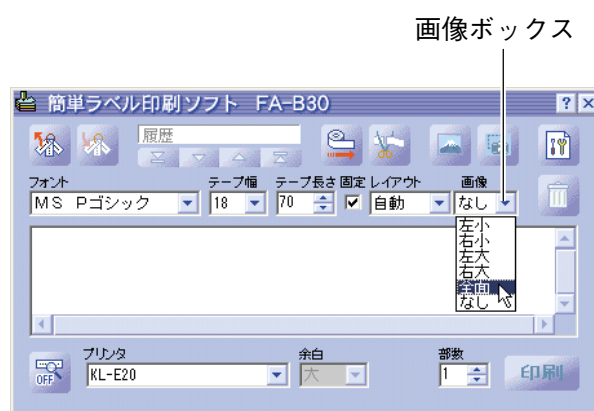 画像ボックス
簡単ラベル印刷ソフト FA-B30
履歴
フォント テープ幅 テープ長さ 固定 レイアウト 画像
MS Pゴシック 18 70 自動 なし
左小
右小
左大
右大
全面
なし
プリンタ 余白 部数
OFF KL-E20 大 1 印刷